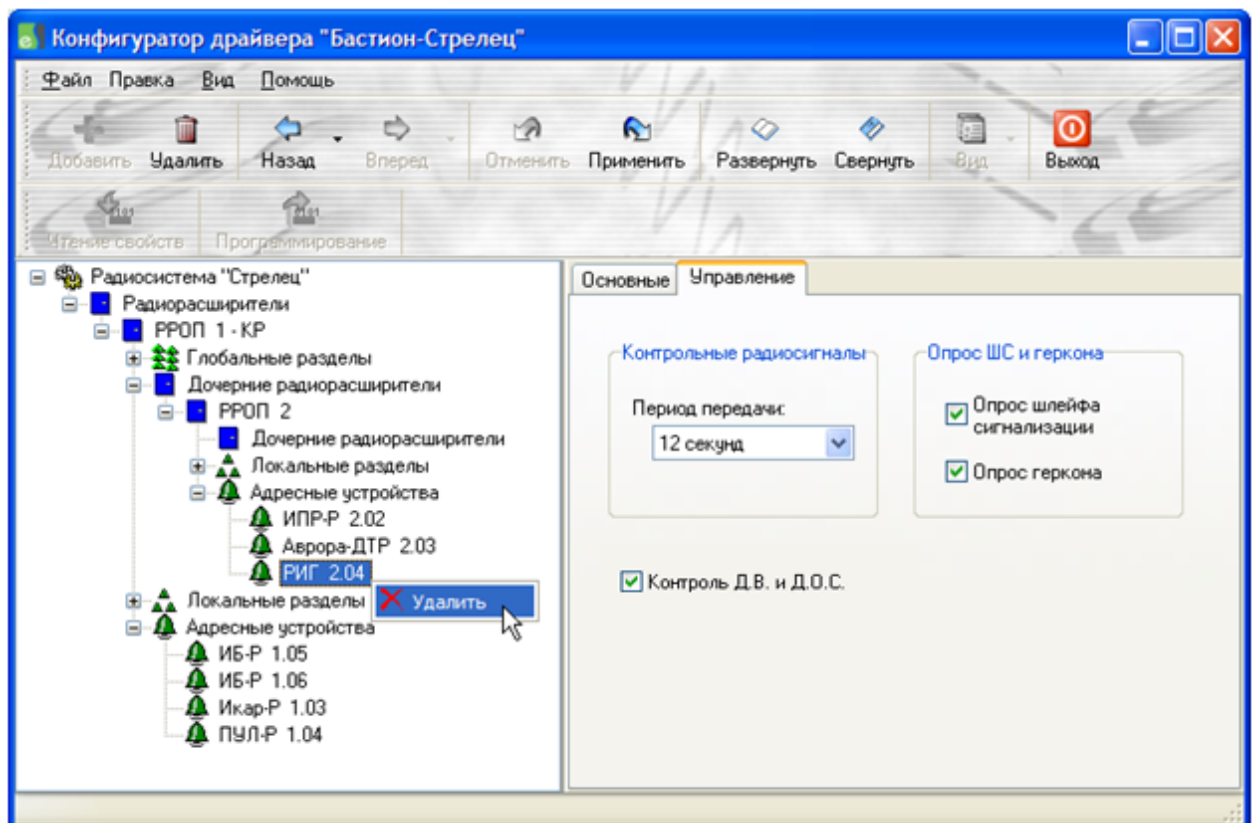 Конфигуратор драйвера "Бастион-Стрелец"
Файл Правка Вид Помощь
Добавить Удалить Назад Вперед Отменить Применить Развернуть Свернуть Вид Выход
Чтение свойств Программирование
Радиосистема "Стрелец"
Радиорасширители
РРОП 1 - КР
Глобальные разделы
Дочерние радиорасширители
РРОП 2
Дочерние радиорасширители
Локальные разделы
Адресные устройства
ИПР-Р 2.02
Аврора-ДТР 2.03
РИГ 2.04
Удалить
Локальные разделы
Адресные устройства
ИБ-Р 1.05
ИБ-Р 1.06
Икар-Р 1.03
ПУЛ-Р 1.04
Основные Управление
Контрольные радиосигналы
Период передачи:
12 секунд
Опрос ШС и геркона
Опрос шлейфа
сигнализации
Опрос геркона
Контроль Д.В. и Д.О.С.